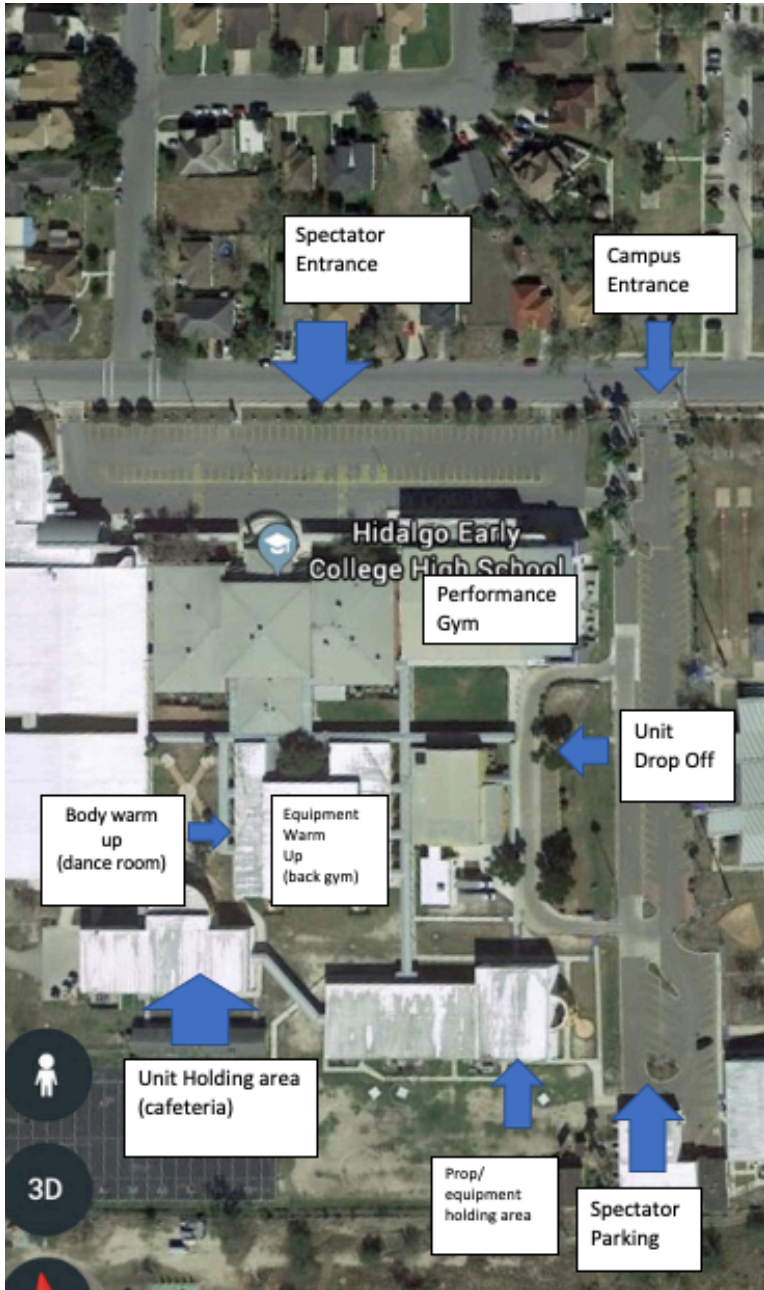 Spectator
Entrance
Campus
Entrance
Hidalgo Early
College High School
Performance
Gym
Unit
Drop Off
Body warm
up
(dance room)
Equipment
Warm
Up
(back gym)
Unit Holding area
(cafeteria)
3D
Prop/
equipment
holding area
Spectator
Parking